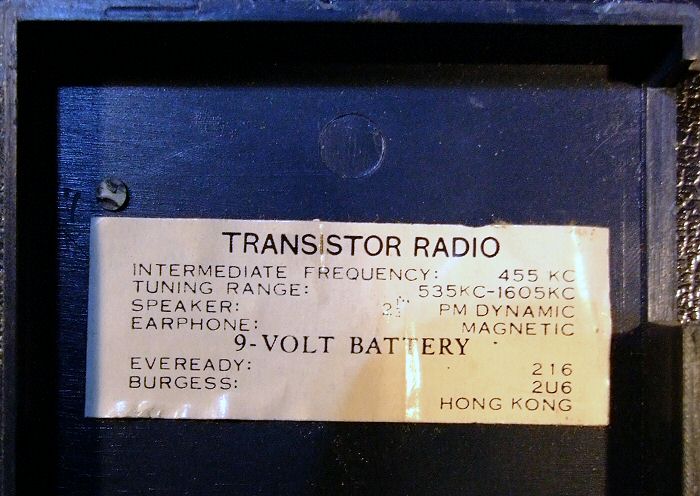 TRANSISTOR RADIO
INTERMEDIATE FREQUENCY: 455 KC
TUNING RANGE: 535KC-1605KC
SPEAKER: PM DYNAMIC
EARPHONE: MAGNETIC
9-VOLT BATTERY
EVEREADY: 216
BURGESS: 2U6
HONG KONG